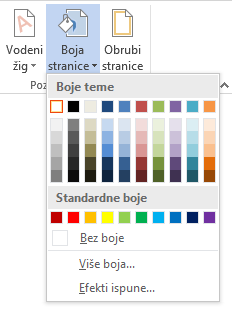 Vodeni
žig
Boja
stranice
Obrubi
stranice
Poz
Boje teme
Standardne boje
Bez boje
Više boja...
Efekti ispune...